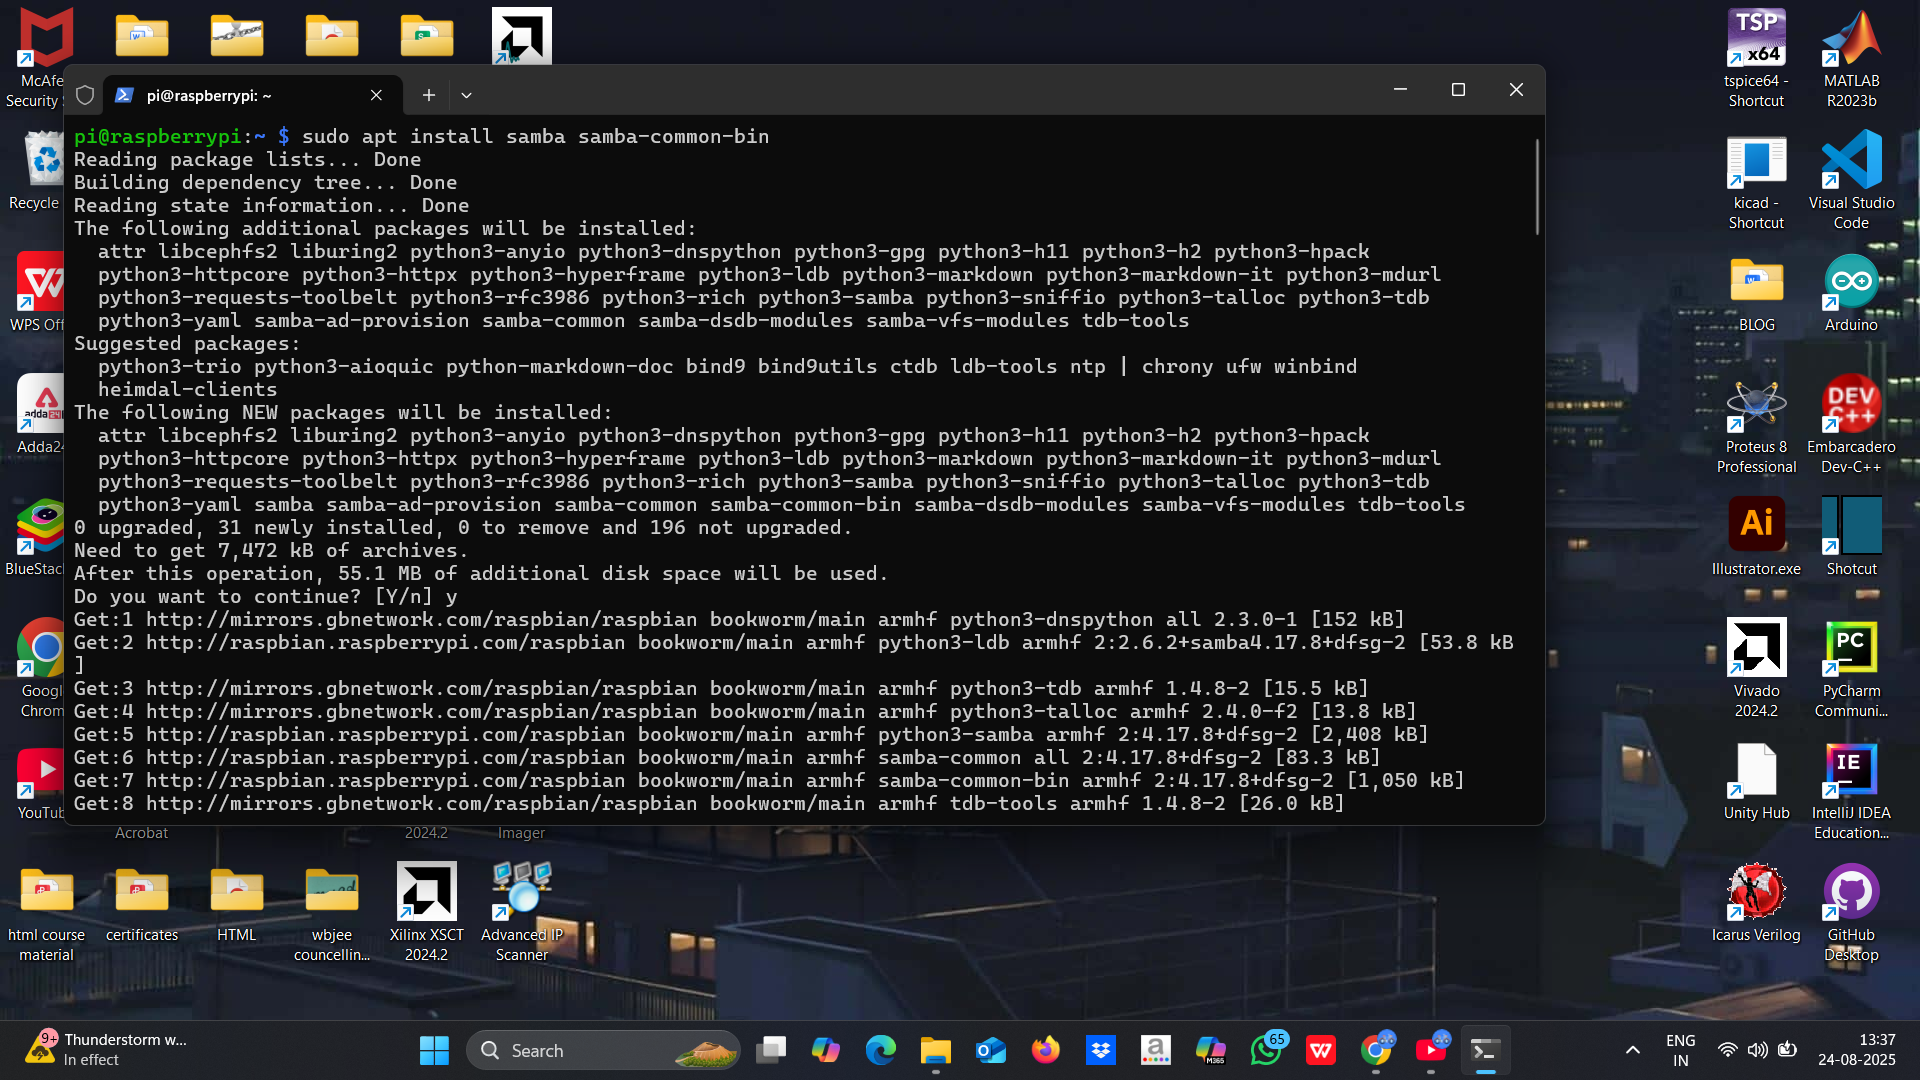 pi@raspberrypi: ~
pi@raspberrypi:~ $ sudo apt install samba samba-common-bin
Reading package lists... Done
Building dependency tree... Done
Reading state information... Done
The following additional packages will be installed:
attr libcephfs2 liburing2 python3-anyio python3-dnspython python3-gpg python3-h11 python3-h2 python3-hpack
python3-httpcore python3-httpx python3-hyperframe python3-ldb python3-markdown python3-markdown-it python3-mdurl
python3-requests-toolbelt python3-rfc3986 python3-rich python3-samba python3-sniffio python3-talloc python3-tdb
python3-yaml samba-ad-provision samba-common samba-dsdb-modules samba-vfs-modules tdb-tools
Suggested packages:
python3-trio python3-aioquic python-markdown-doc bind9 bind9utils ctdb ldb-tools ntp | chrony ufw winbind
heimdal-clients
The following NEW packages will be installed:
attr libcephfs2 liburing2 python3-anyio python3-dnspython python3-gpg python3-h11 python3-h2 python3-hpack
python3-httpcore python3-httpx python3-hyperframe python3-ldb python3-markdown python3-markdown-it python3-mdurl
python3-requests-toolbelt python3-rfc3986 python3-rich python3-samba python3-sniffio python3-talloc python3-tdb
python3-yaml samba samba-ad-provision samba-common samba-common-bin samba-dsdb-modules samba-vfs-modules tdb-tools
0 upgraded, 31 newly installed, 0 to remove and 196 not upgraded.
Need to get 7,472 kB of archives.
After this operation, 55.1 MB of additional disk space will be used.
Do you want to continue? [Y/n] y
Get:1 http://mirrors.gbnetwork.com/raspbian/raspbian bookworm/main armhf python3-dnspython all 2.3.0-1 [152 kB]
Get:2 http://raspbian.raspberrypi.com/raspbian bookworm/main armhf python3-ldb armhf 2:2.6.2+samba4.17.8+dfsg-2 [53.8 kB
]
Get:3 http://mirrors.gbnetwork.com/raspbian/raspbian bookworm/main armhf python3-tdb armhf 1.4.8-2 [15.5 kB]
Get:4 http://mirrors.gbnetwork.com/raspbian/raspbian bookworm/main armhf python3-talloc armhf 2.4.0-f2 [13.8 kB]
Get:5 http://raspbian.raspberrypi.com/raspbian bookworm/main armhf python3-samba armhf 2:4.17.8+dfsg-2 [2,408 kB]
Get:6 http://raspbian.raspberrypi.com/raspbian bookworm/main armhf samba-common all 2:4.17.8+dfsg-2 [83.3 kB]
Get:7 http://raspbian.raspberrypi.com/raspbian bookworm/main armhf samba-common-bin armhf 2:4.17.8+dfsg-2 [1,050 kB]
Get:8 http://mirrors.gbnetwork.com/raspbian/raspbian bookworm/main armhf tdb-tools armhf 1.4.8-2 [26.0 kB]
McAfe
Security
Recycle
WPS Off
adda24
Adda24
BlueStac
Googl
Chrom
YouTub
Acrobat
2024.2
Imager
html course
material
certificates
HTML
wbjee
councellin...
Xilinx XSCT
2024.2
Advanced IP
Scanner
TSP
x64
tspice64 -
Shortcut
MATLAB
R2023b
kicad -
Shortcut
Visual Studio
Code
BLOG
Arduino
Proteus 8
Professional
DEV
C++
Embarcadero
Dev-C++
Ai
Illustrator.exe
Shotcut
Vivado
2024.2
PC
PyCharm
Communi...
Unity Hub
IE
IntelliJ IDEA
Education...
Icarus Verilog
GitHub
Desktop
9+
Thunderstorm w...
In effect
Search
M365
65
ENG
IN
13:37
24-08-2025